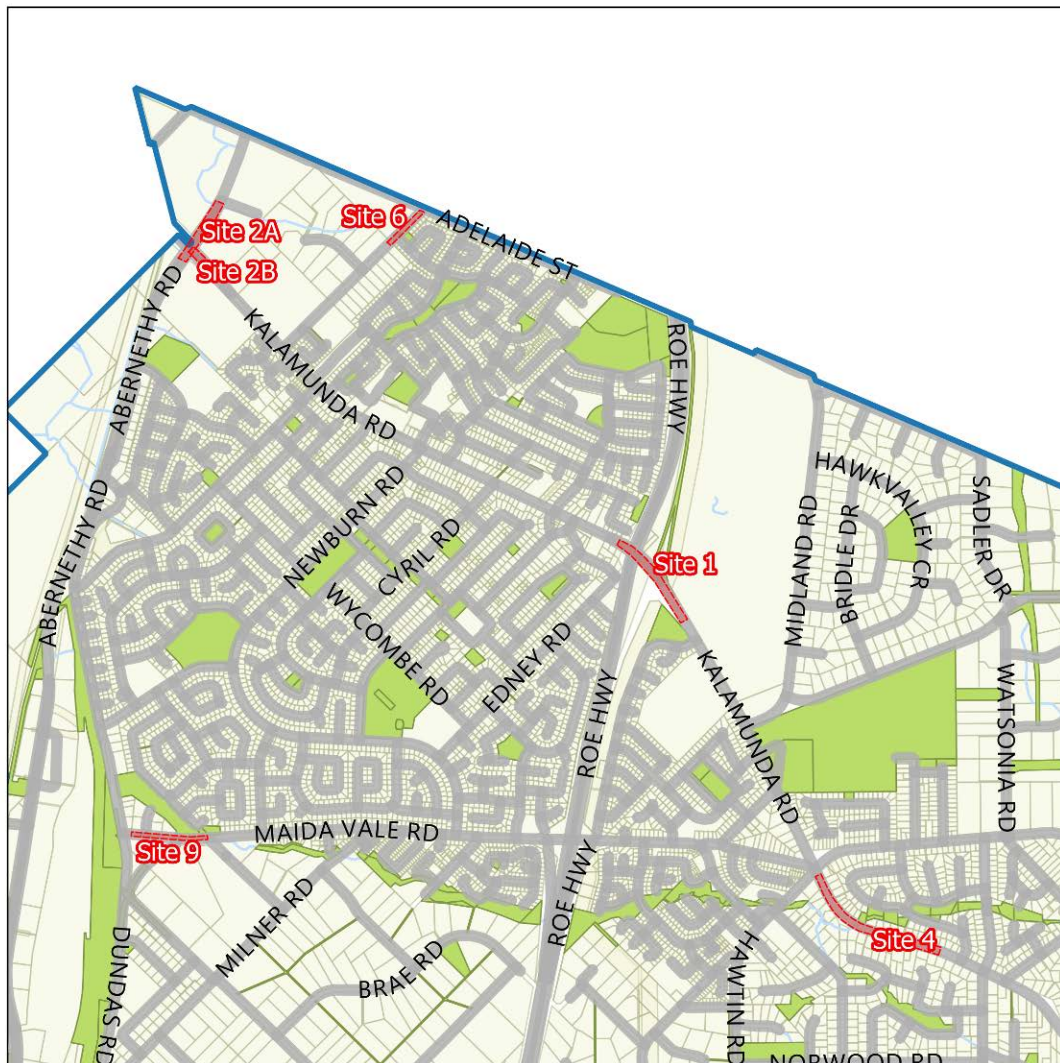 Site 6
ADELAIDE ST
Site 2A
Site 2B
ABERNETHY RD
KALAMUNDA RD
ROE HWY
NEWBURN RD
CYRIL RD
HAWKVALLEY CR
SADLER DR
BRIDLE DR
MIDLAND RD
ABERNETHY RD
Site 1
WYCOMBE RD
EDNEY RD
ROE HWY
KALAMUNDA RD
WATSONIA RD
MAIDA VALE RD
Site 9
MILNER RD
ROE HWY
Site 4
BRAE RD
DUNDAS RD
HAWTIN RD
NORWOOD RD